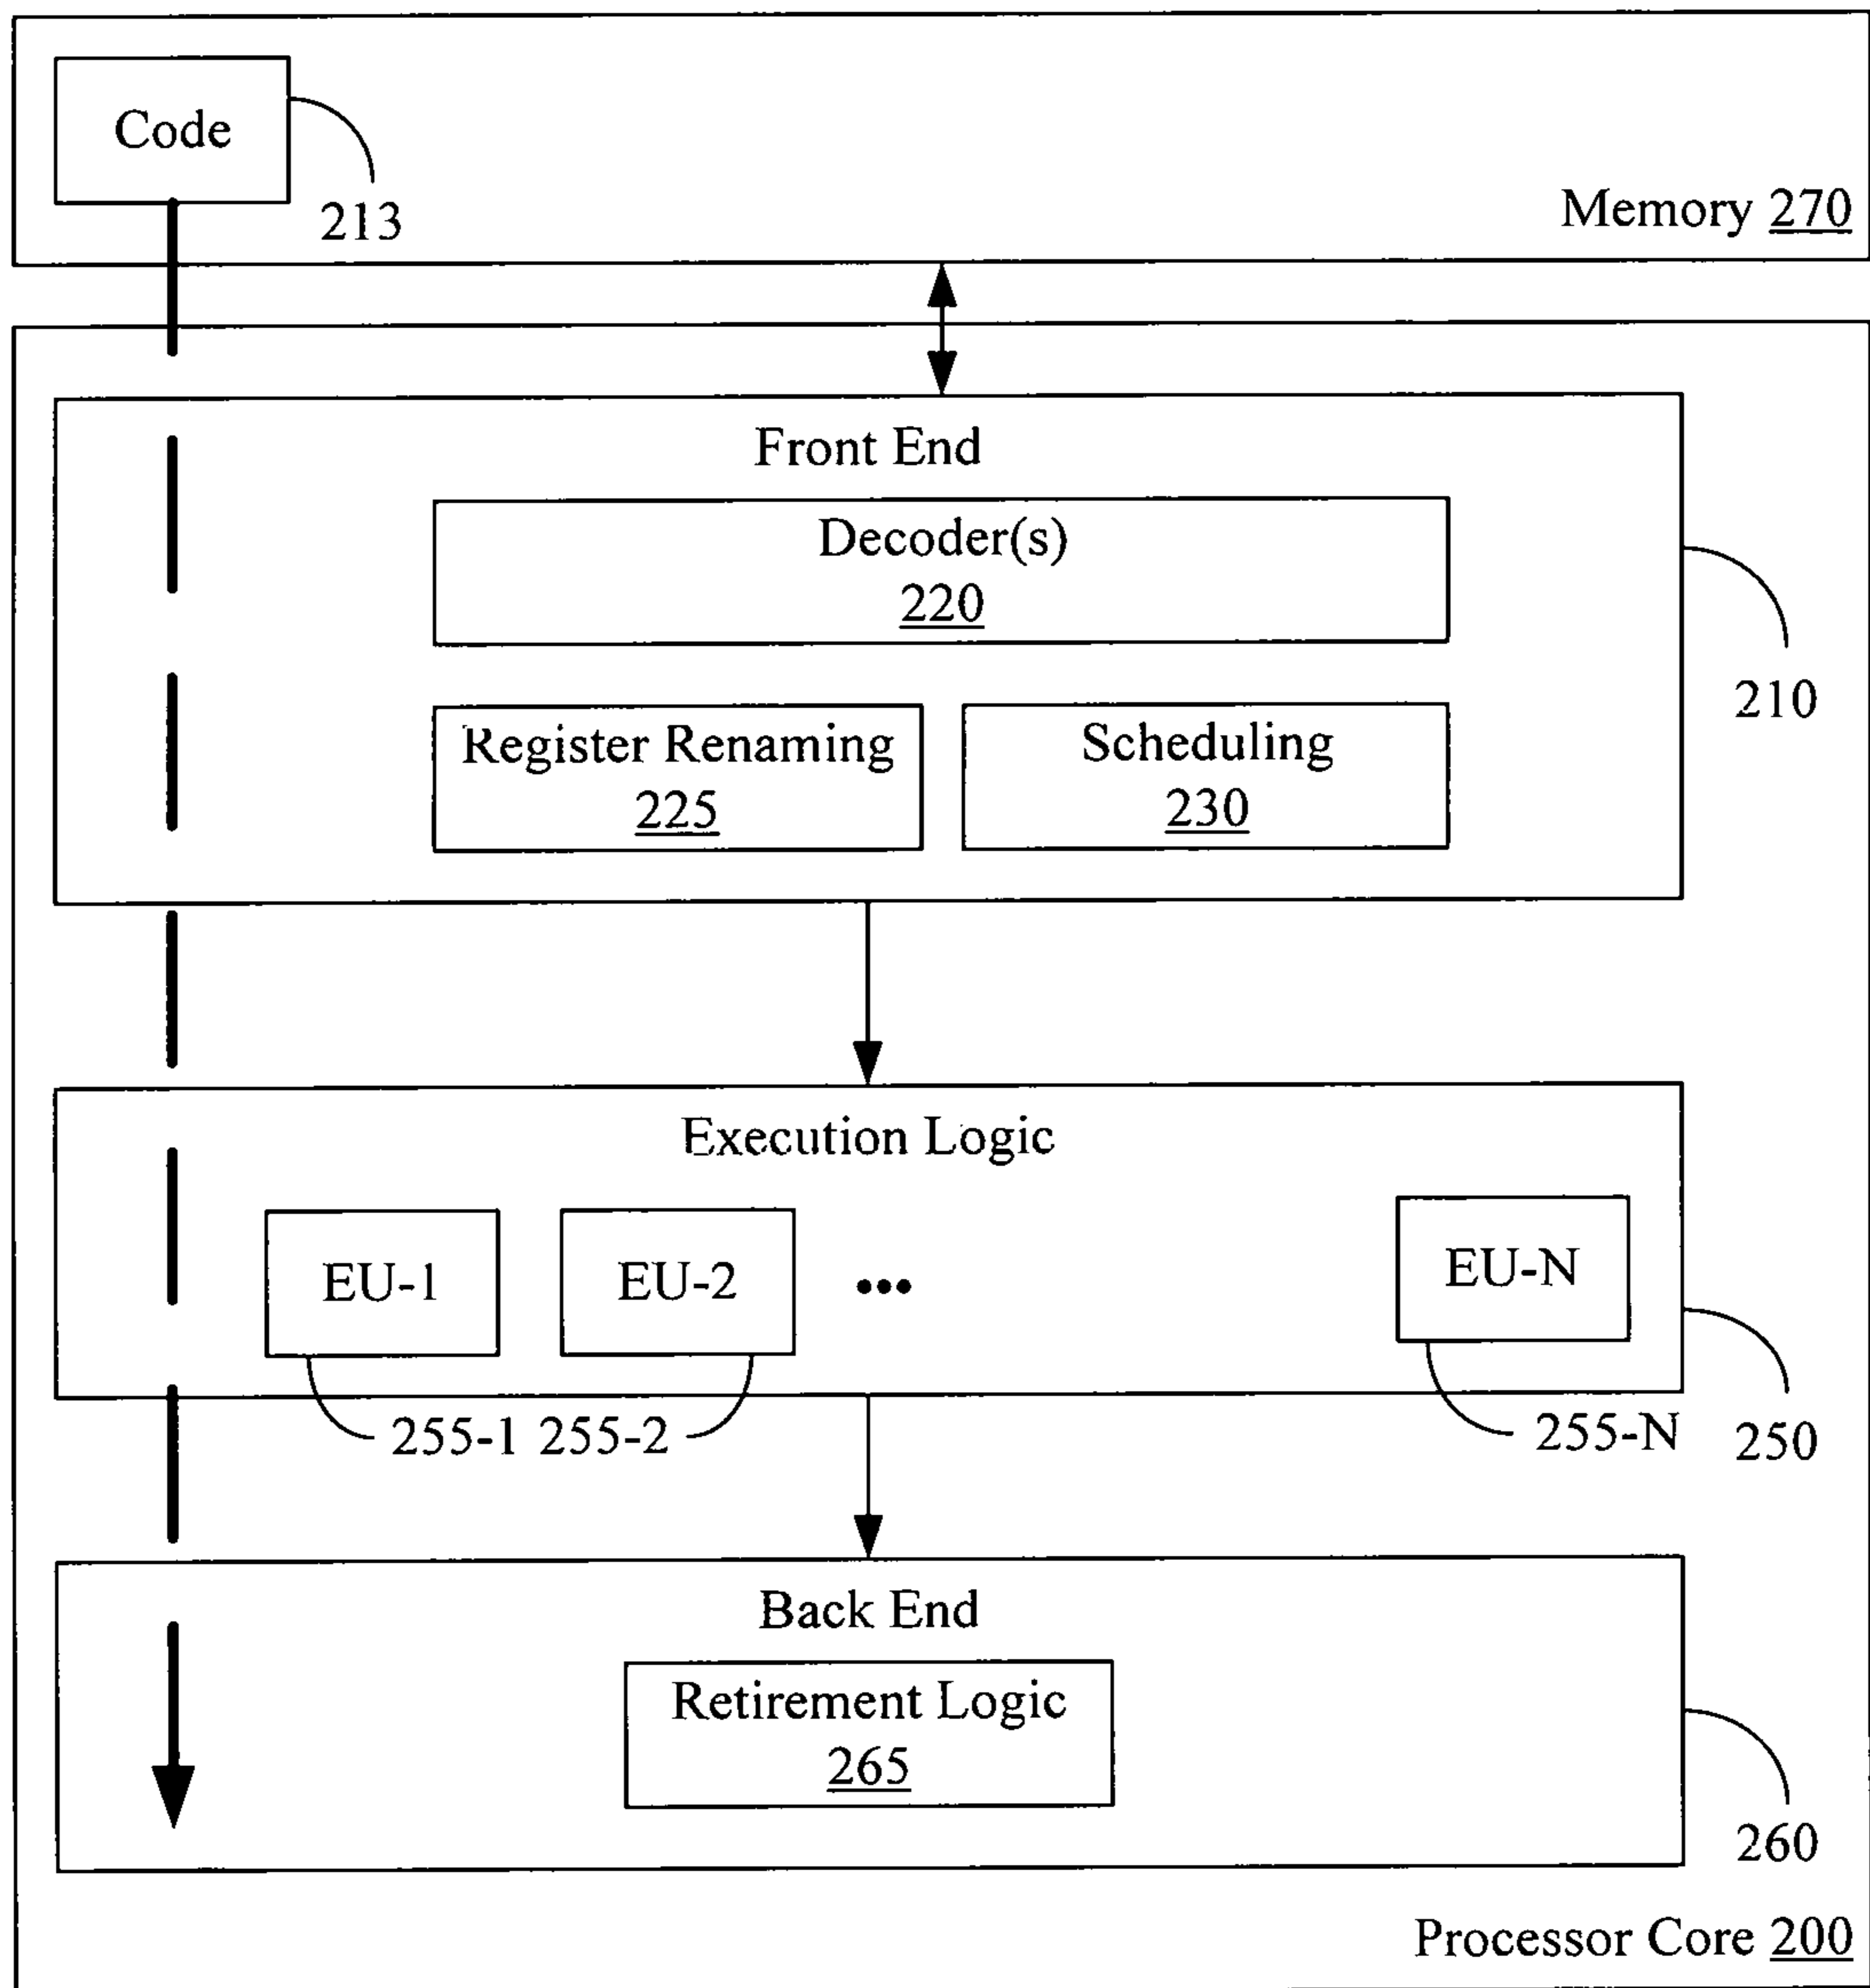 Code
213
Memory 270
Front End
Decoder(s)
220
210
Register Renaming
225
Scheduling
230
Execution Logic
EU-1
EU-2
•••
EU-N
255-1
255-2
255-N
250
Back End
Retirement Logic
265
260
Processor Core 200